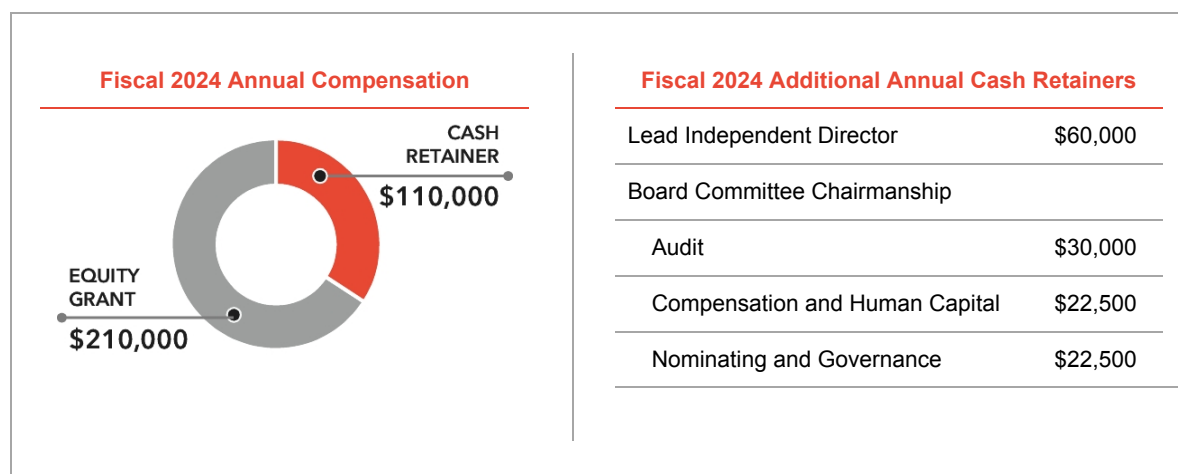 Fiscal 2024 Annual Compensation
CASH
RETAINER
$110,000
EQUITY
GRANT
$210,000
Fiscal 2024 Additional Annual Cash Retainers
Lead Independent Director $60,000
Board Committee Chairmanship
Audit $30,000
Compensation and Human Capital $22,500
Nominating and Governance $22,500